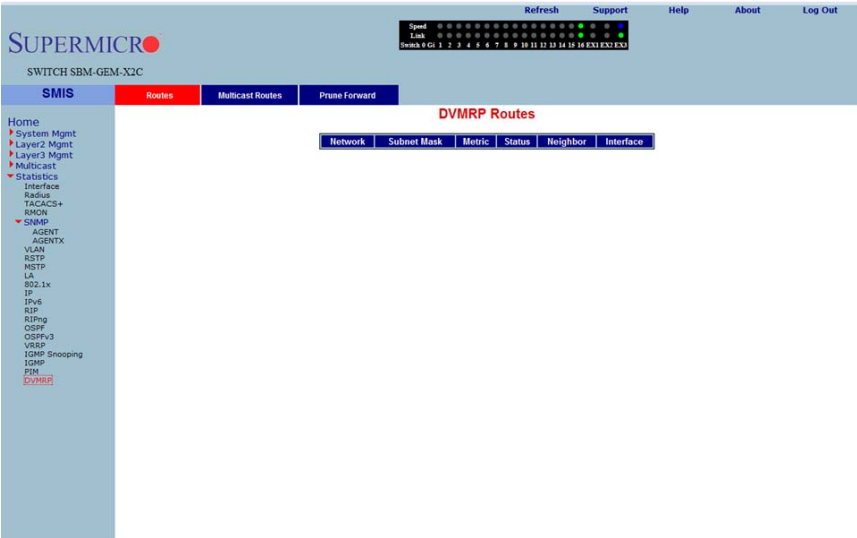 Refresh Support Help About Log Out
Speed
Link
Switch 0 Gi 1 2 3 4 5 6 7 8 9 10 11 12 13 14 15 16 EX1 EX2 EX3
SUPERMICRO
SWITCH SBM-GEM-X2C
SMIS
Routes Multicast Routes Prune Forward
DVMRP Routes
Network Subnet Mask Metric Status Neighbor Interface
Home
System Mgmt
Layer2 Mgmt
Layer3 Mgmt
Multicast
Statistics
Interface
Radius
TACACS+
RMON
SNMP
AGENT
AGENTX
VLAN
RSTP
MSTP
LA
802.1x
IP
IPv6
RIP
RIPng
OSPF
OSPFv3
VRRP
IGMP Snooping
IGMP
PIM
DVMRP